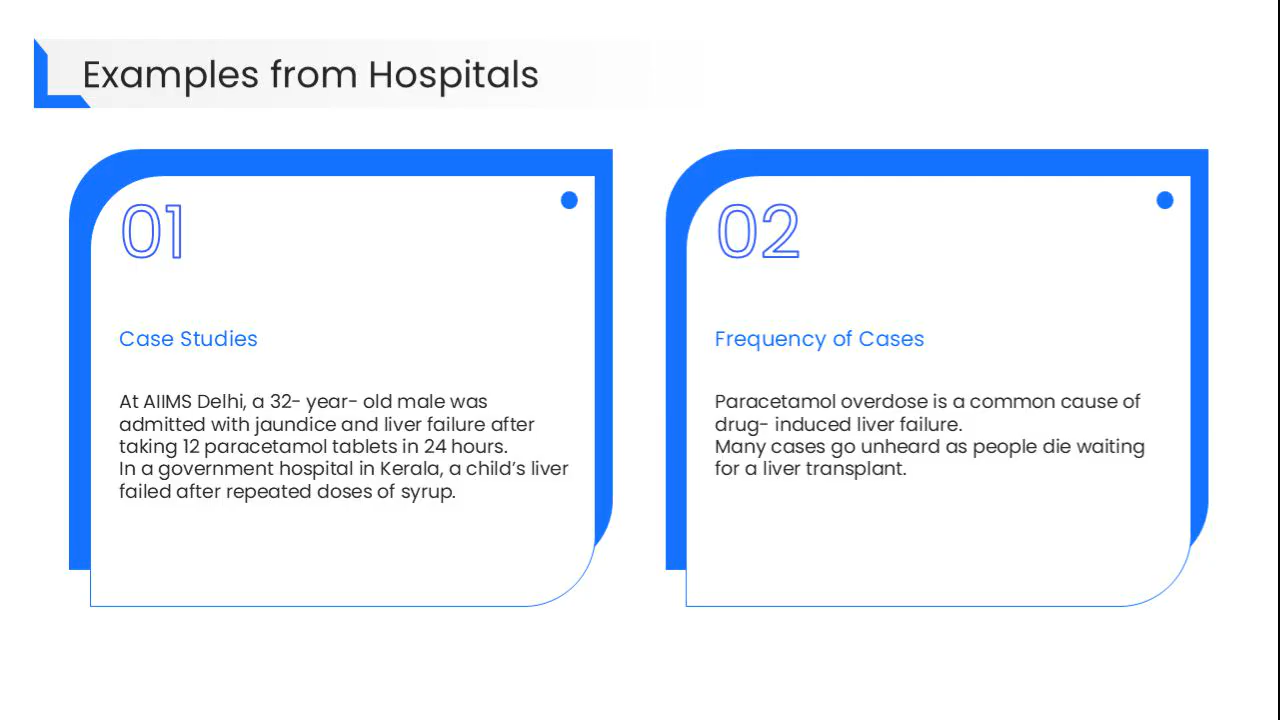 Examples from Hospitals
01
Case Studies
At AIIMS Delhi, a 32- year- old male was
admitted with jaundice and liver failure after
taking 12 paracetamol tablets in 24 hours.
In a government hospital in Kerala, a child’s liver
failed after repeated doses of syrup.
02
Frequency of Cases
Paracetamol overdose is a common cause of
drug- induced liver failure.
Many cases go unheard as people die waiting
for a liver transplant.